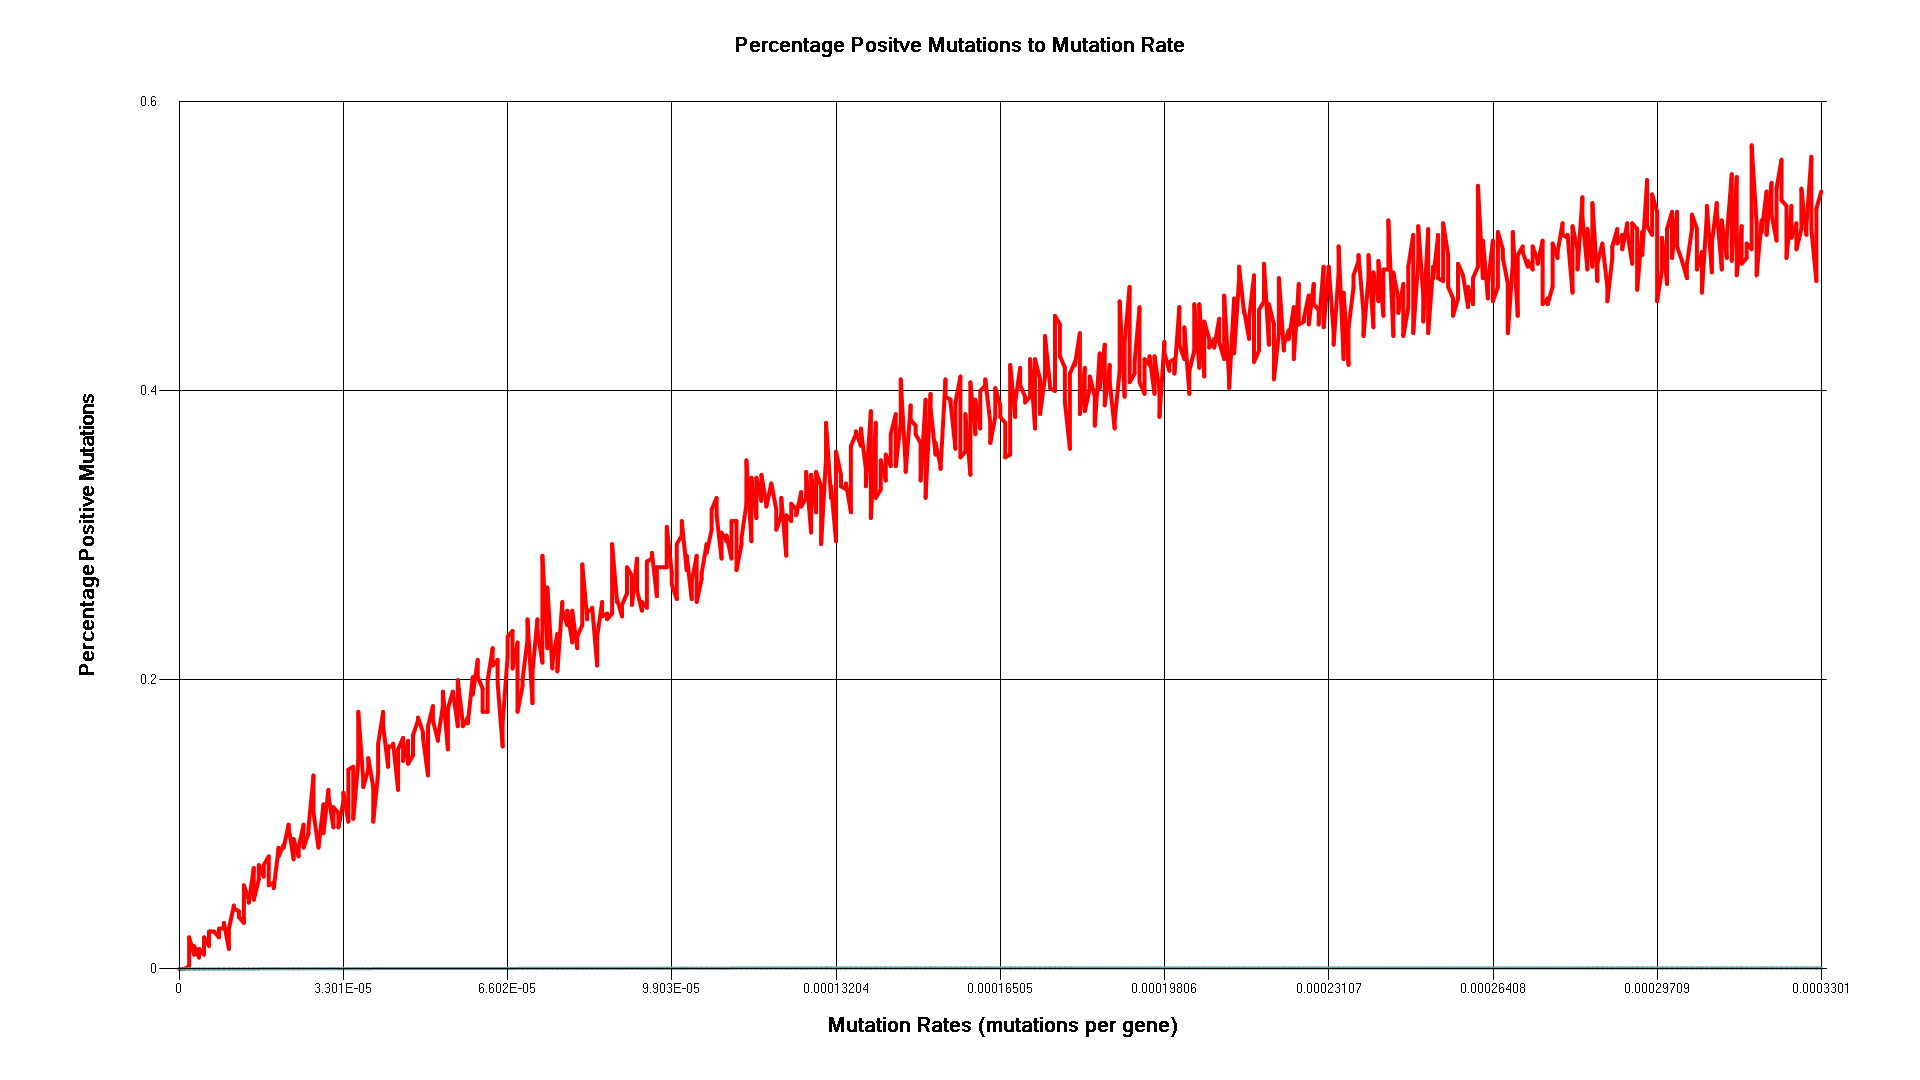 Percentage Positve Mutations to Mutation Rate
0.6
0.4
0.2
0
Percentage Positive Mutations
0 3.301E-05 6.602E-05 9.903E-05 0.00013204 0.00016505 0.00019806 0.00023107 0.00026408 0.00029709 0.0003301
Mutation Rates (mutations per gene)